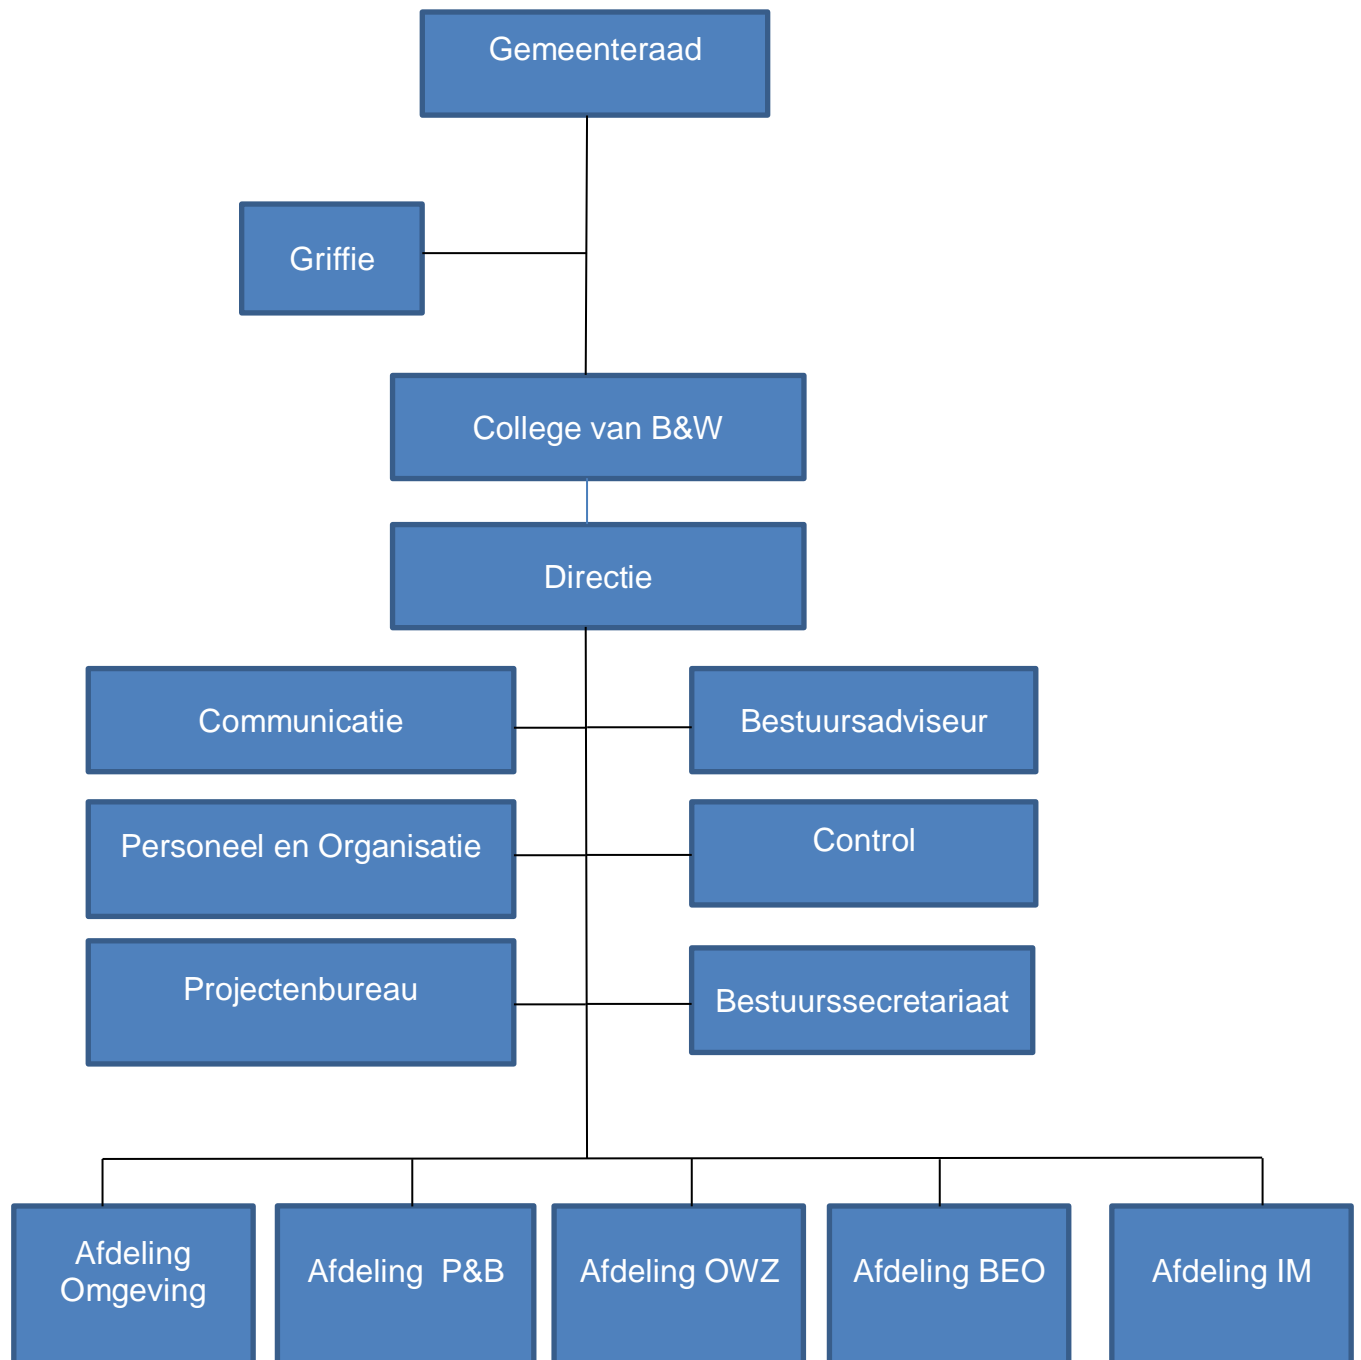 Gemeenteraad
Griffie
College van B&W
Directie
Communicatie
Bestuursadviseur
Personeel en Organisatie
Control
Projectenbureau
Bestuurssecretariaat
Afdeling
Omgeving
Afdeling  P&B
Afdeling OWZ
Afdeling BEO
Afdeling IM